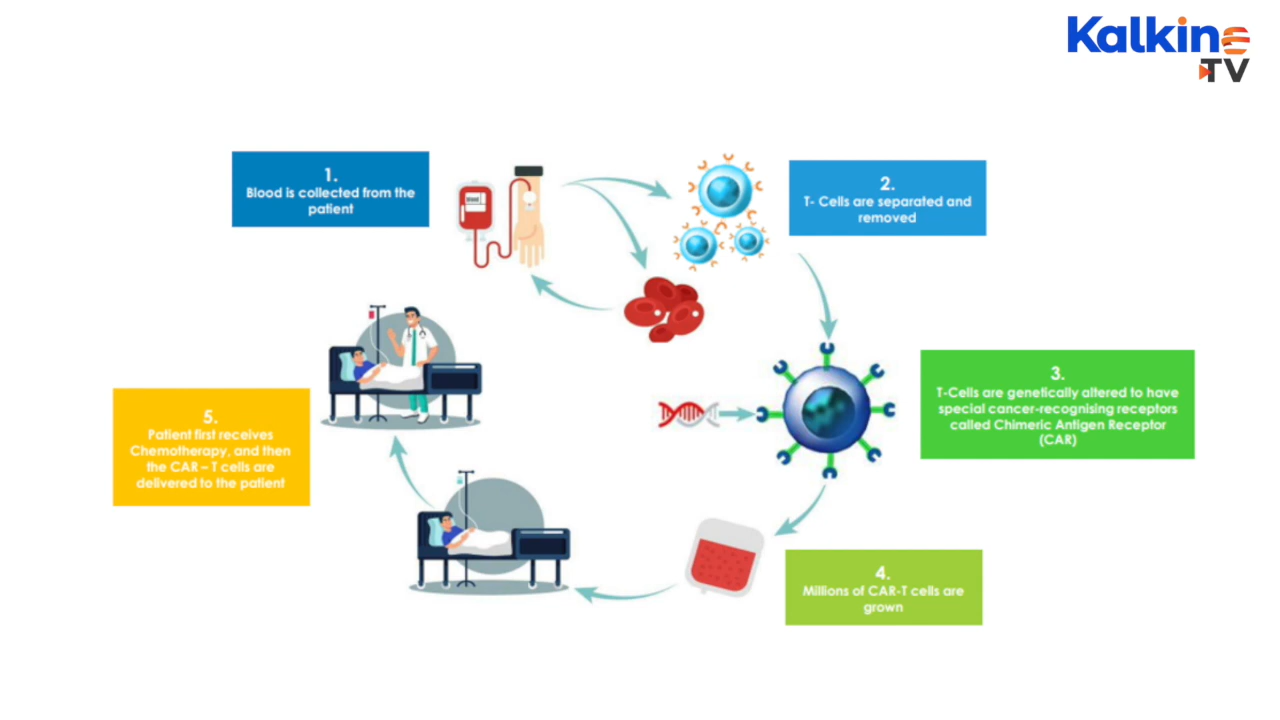 Kalkine
TV
1.
Blood is collected from the
patient
2.
T- Cells are separated and
removed
3.
T-Cells are genetically altered to have
special cancer-recognising receptors
called Chimeric Antigen Receptor
(CAR)
4.
Millions of CAR-T cells are
grown
5.
Patient first receives
Chemotherapy, and then
the CAR – T cells are
delivered to the patient